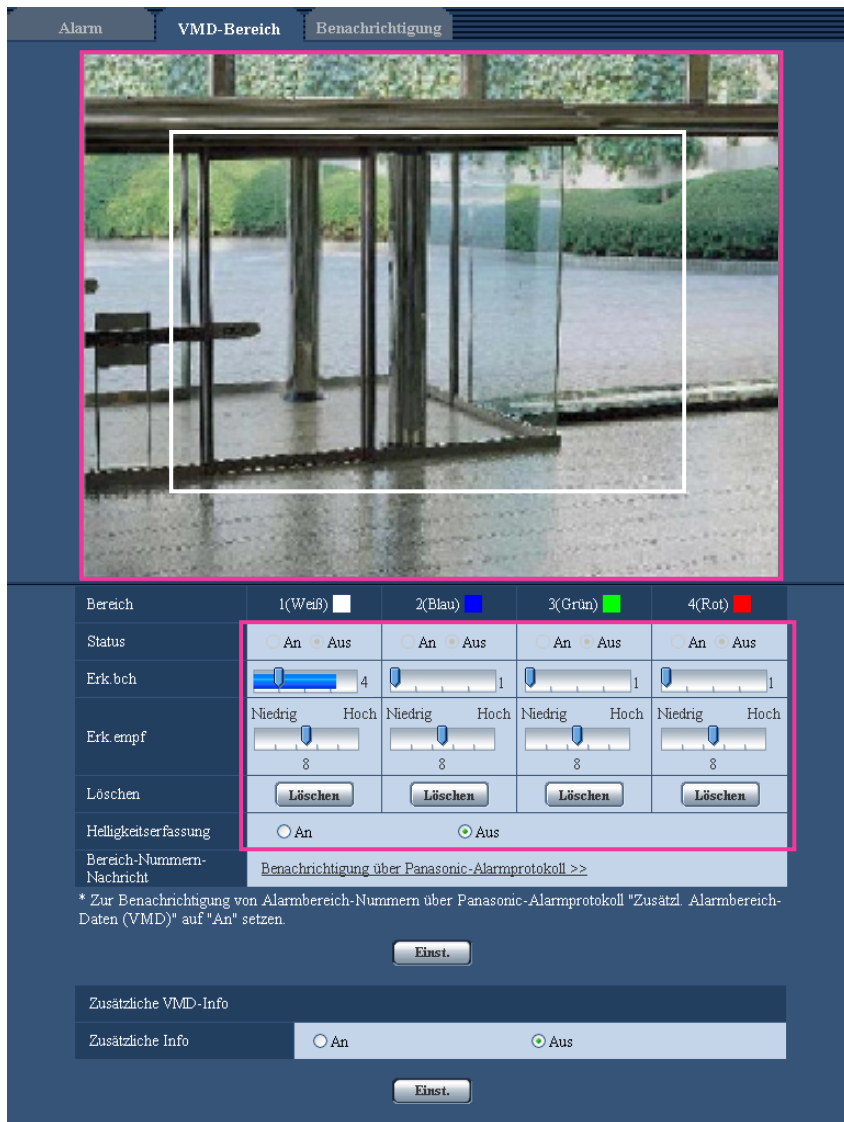 Alarm VMD-Bereich Benachrichtigung
Bereich 1(Weiß) 2(Blau) 3(Grün) 4(Rot)
Status An Aus An Aus An Aus An Aus
Erk.bch 4 1 1 1
Niedrig Hoch Niedrig Hoch Niedrig Hoch Niedrig Hoch
Erk.empf
8 8 8 8
Löschen Löschen Löschen Löschen Löschen
Helligkeitserfassung An Aus
Bereich-Nummern-
Nachricht
Benachrichtigung über Panasonic-Alarmprotokoll >>
* Zur Benachrichtigung von Alarmbereich-Nummern über Panasonic-Alarmprotokoll "Zusätzl. Alarmbereich-
Daten (VMD)" auf "An" setzen.
Einst.
Zusätzliche VMD-Info
Zusätzliche Info An Aus
Einst.